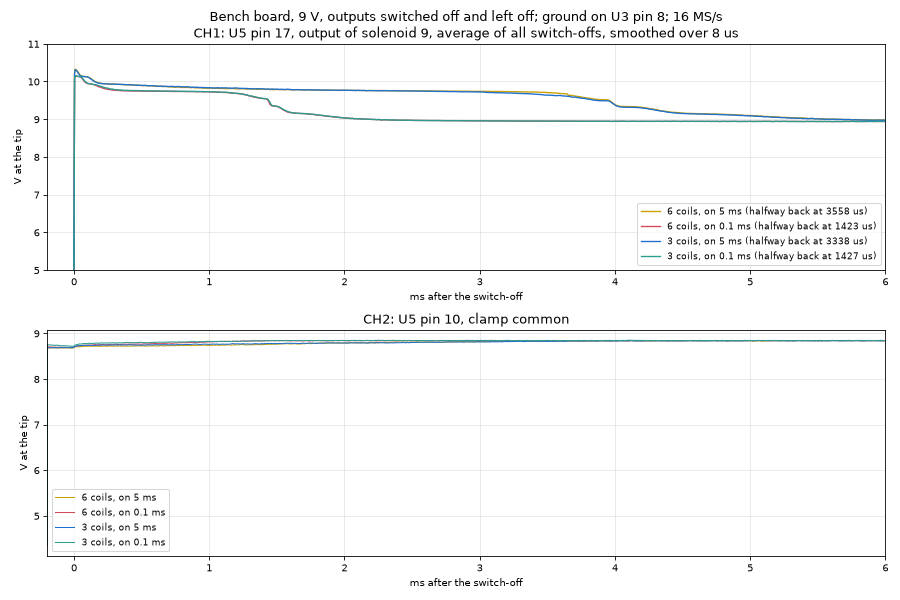 Bench board, 9 V, outputs switched off and left off; ground on U3 pin 8; 16 MS/s
CH1: U5 pin 17, output of solenoid 9, average of all switch-offs, smoothed over 8 us
11
10
9
8
7
6
5
V at the tip
6 coils, on 5 ms (halfway back at 3558 us)
6 coils, on 0.1 ms (halfway back at 1423 us)
3 coils, on 5 ms (halfway back at 3338 us)
3 coils, on 0.1 ms (halfway back at 1427 us)
0 1 2 3 4 5 6
ms after the switch-off
CH2: U5 pin 10, clamp common
9
8
7
6
5
V at the tip
6 coils, on 5 ms
6 coils, on 0.1 ms
3 coils, on 5 ms
3 coils, on 0.1 ms
0 1 2 3 4 5 6
ms after the switch-off